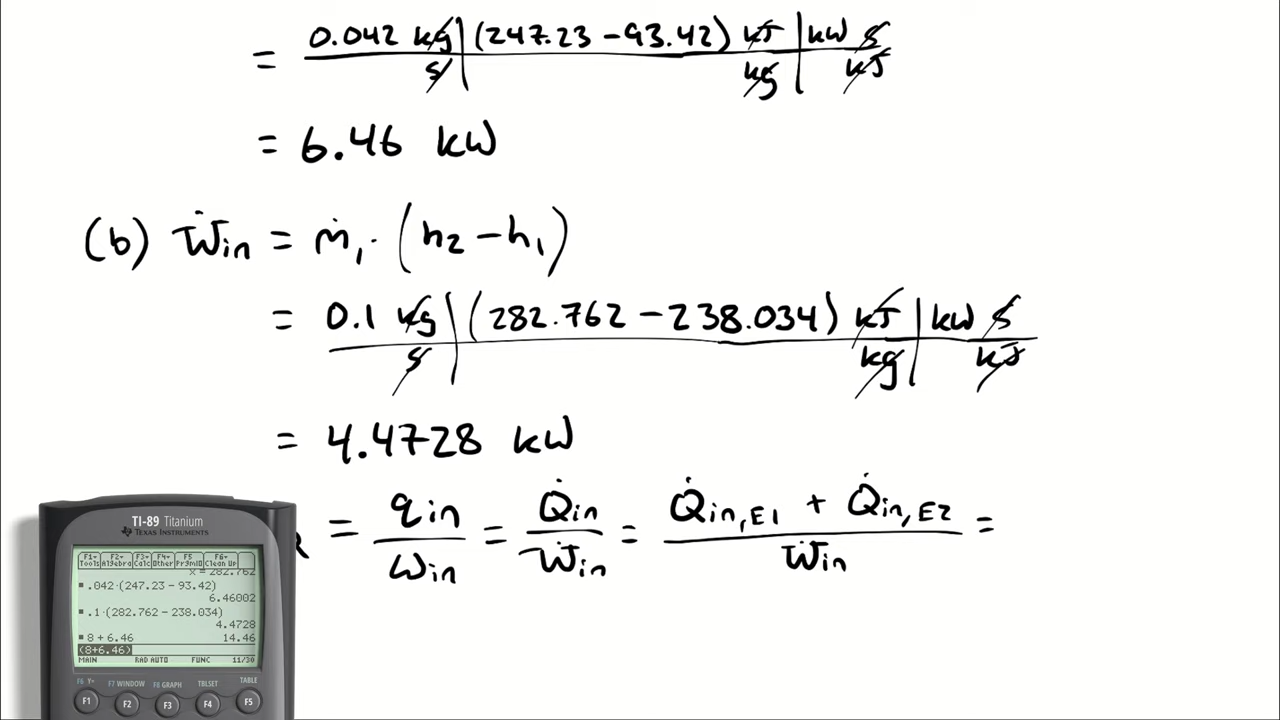 = 0.042 kg | (247.23 - 93.42) kJ | kW s
s | kg | kJ
= 6.46 kW
(b) Ẇin = ṁ₁ · (h₂ - h₁)
= 0.1 kg | (282.762 - 238.034) kJ | kW s
s | kg | kJ
= 4.4728 kW
R = qin / win = Q̇in / Ẇin = (Q̇in,E1 + Q̇in,E2) / Ẇin =
TI-89 Titanium
TEXAS INSTRUMENTS
F1▾ F2▾ F3▾ F4▾ F5 F6▾
Tools Algebra Calc Other PrgmIO Clean Up
x = 282.762
▪ .042·(247.23 - 93.42)
6.46002
▪ .1·(282.762 - 238.034)
4.4728
▪ 8 + 6.46 14.46
(8+6.46)
MAIN RAD AUTO FUNC 11/30
F6 Y= F7 WINDOW F8 GRAPH TBLSET TABLE
F1 F2 F3 F4 F5